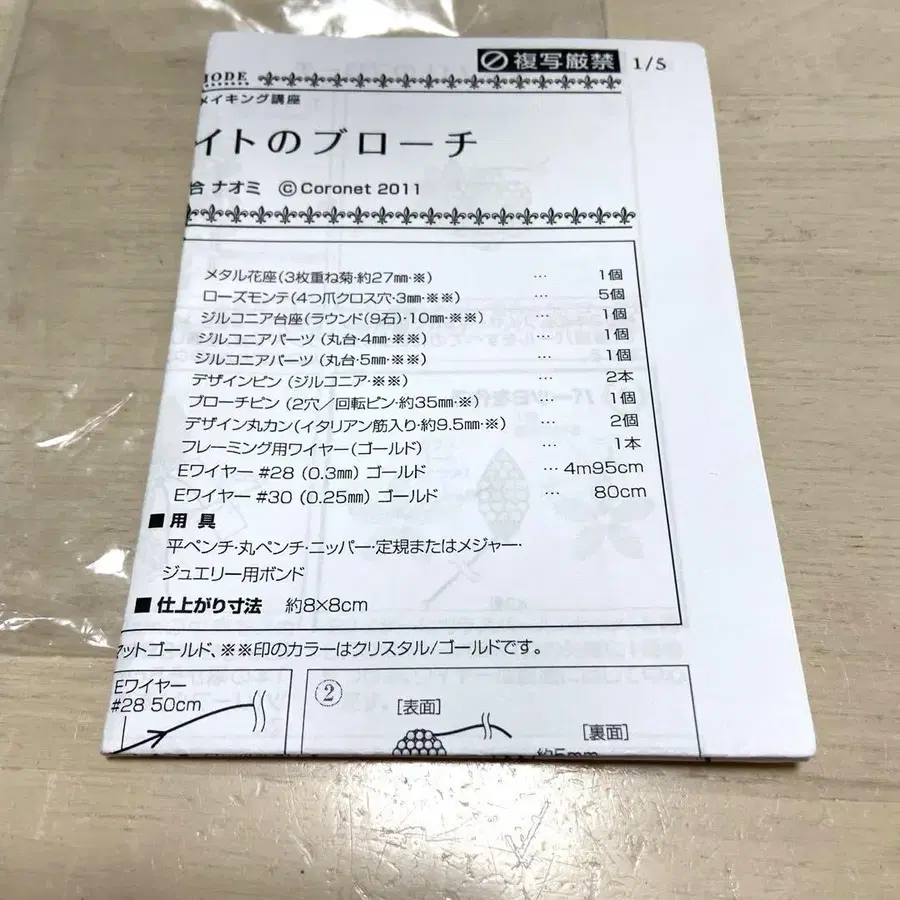 複写厳禁 1/5
MODE
メイキング講座
イトのブローチ
合 ナオミ ©Coronet 2011
メタル花座(3枚重ね菊・約27mm・※) … 1個
ローズモンテ(4つ爪クロス穴・3mm・※※) … 5個
ジルコニア台座(ラウンド(9石)・10mm・※※) … 1個
ジルコニアパーツ (丸台・4mm・※※) … 1個
ジルコニアパーツ (丸台・5mm・※※) … 1個
デザインピン (ジルコニア・※※) … 2本
ブローチピン (2穴/回転ピン・約35mm・※) … 1個
デザイン丸カン(イタリアン筋入り・約9.5mm・※) … 2個
フレーミング用ワイヤー(ゴールド) … 1本
Eワイヤー #28 (0.3mm) ゴールド … 4m95cm
Eワイヤー #30 (0.25mm) ゴールド … 80cm
■用 具
平ペンチ・丸ペンチ・ニッパー・定規またはメジャー・
ジュエリー用ボンド
■仕上がり寸法 約8×8cm
マットゴールド、※※印のカラーはクリスタル/ゴールドです。
Eワイヤー
#28 50cm
②
[表面]
[裏面]
約5mm